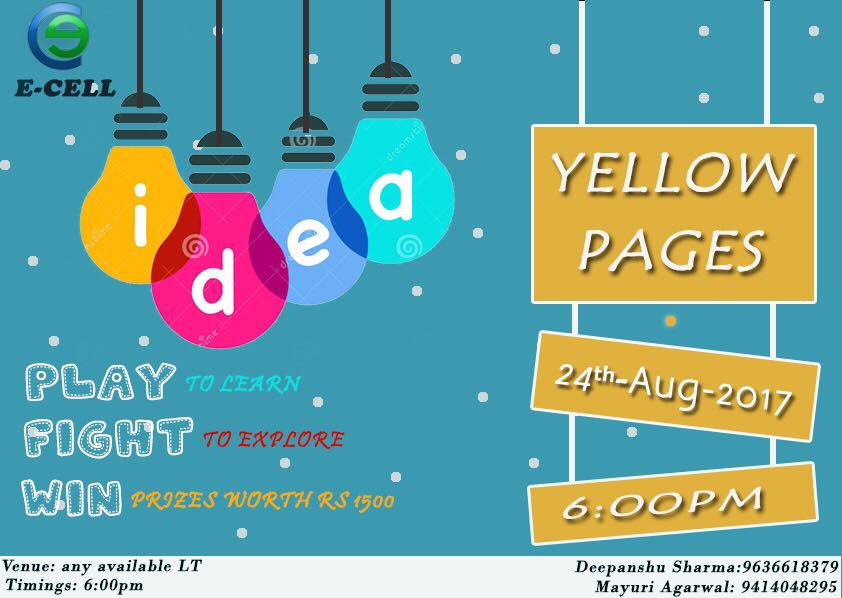 E-CELL
idea
YELLOW
PAGES
24th-Aug-2017
6:00PM
PLAY TO LEARN
FIGHT TO EXPLORE
WIN PRIZES WORTH RS 1500
Venue: any available LT
Timings: 6:00pm
Deepanshu Sharma:9636618379
Mayuri Agarwal: 9414048295